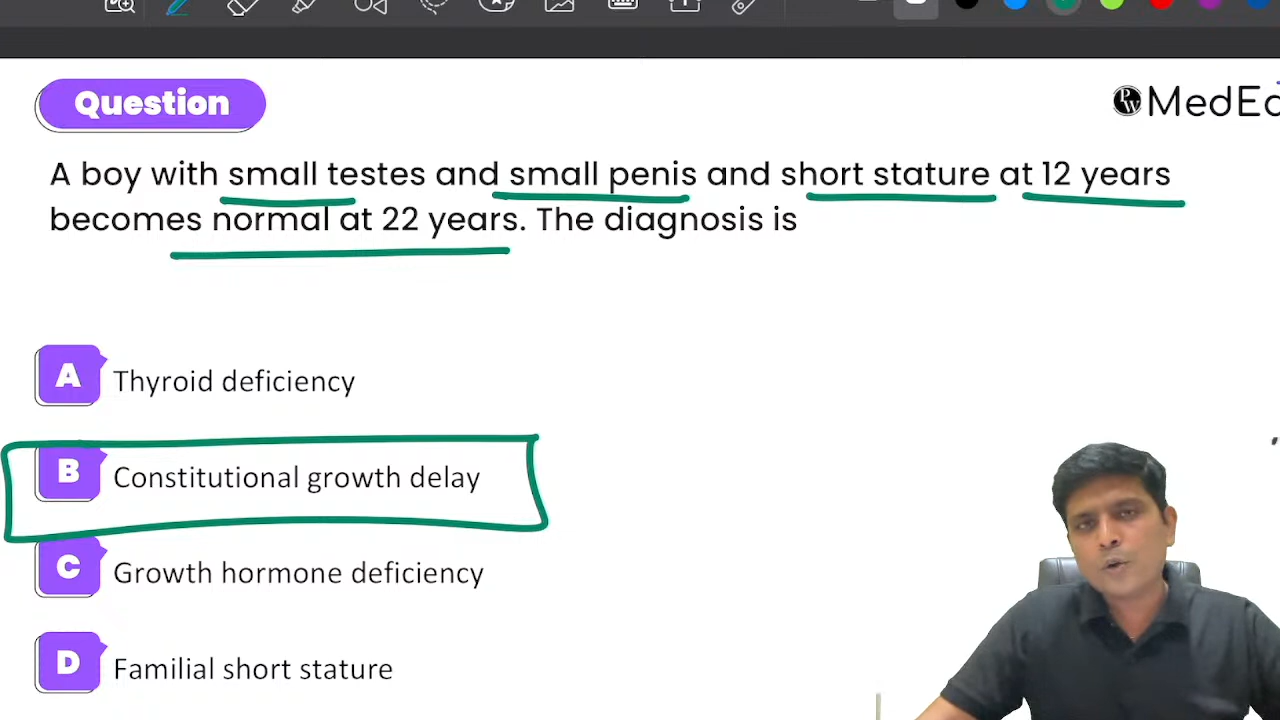 Question
MedEd
A boy with small testes and small penis and short stature at 12 years
becomes normal at 22 years. The diagnosis is
A Thyroid deficiency
B Constitutional growth delay
C Growth hormone deficiency
D Familial short stature